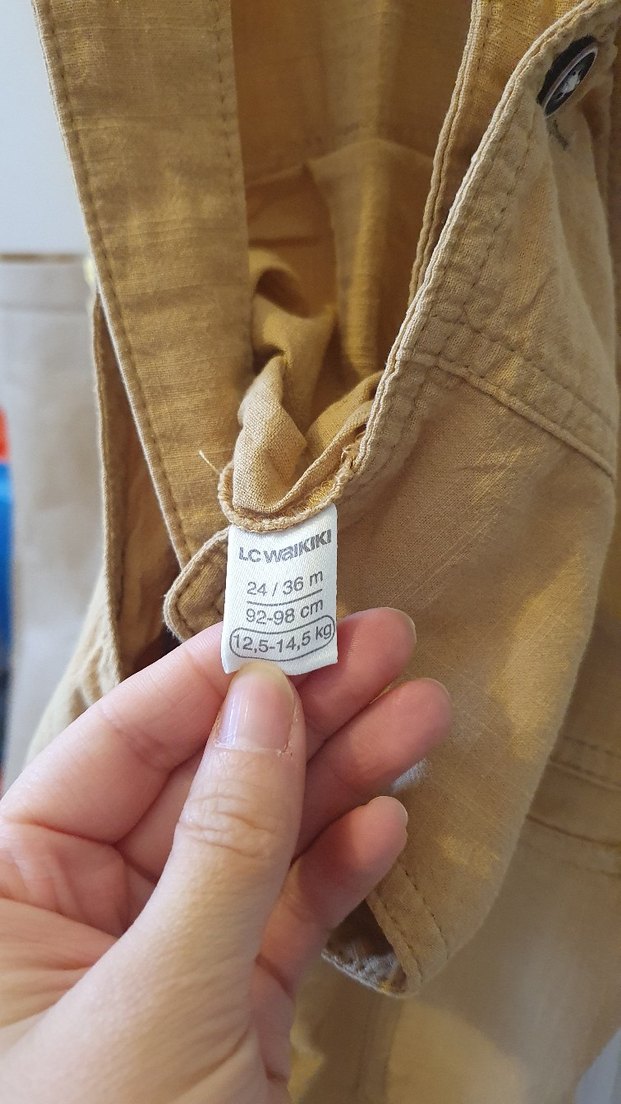 LC WAIKIKI
24 / 36 m
92-98 cm
12,5-14,5 kg